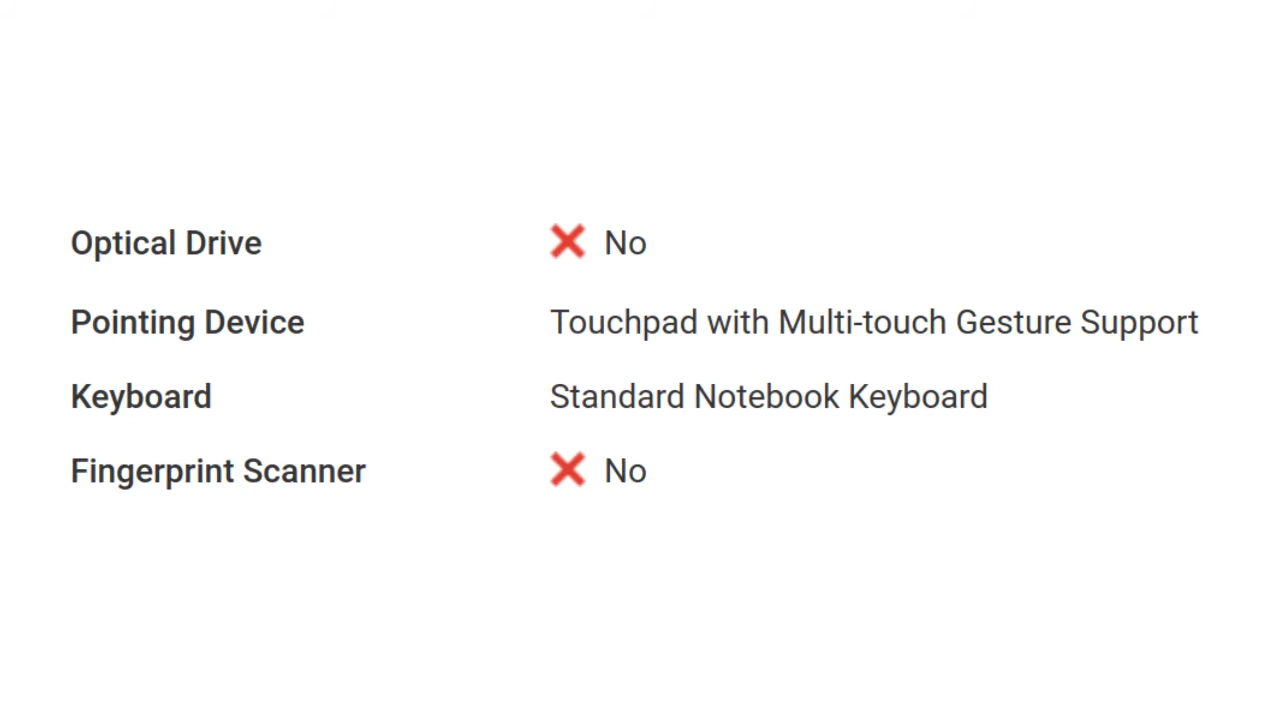 Optical Drive ❌ No
Pointing Device Touchpad with Multi-touch Gesture Support
Keyboard Standard Notebook Keyboard
Fingerprint Scanner ❌ No